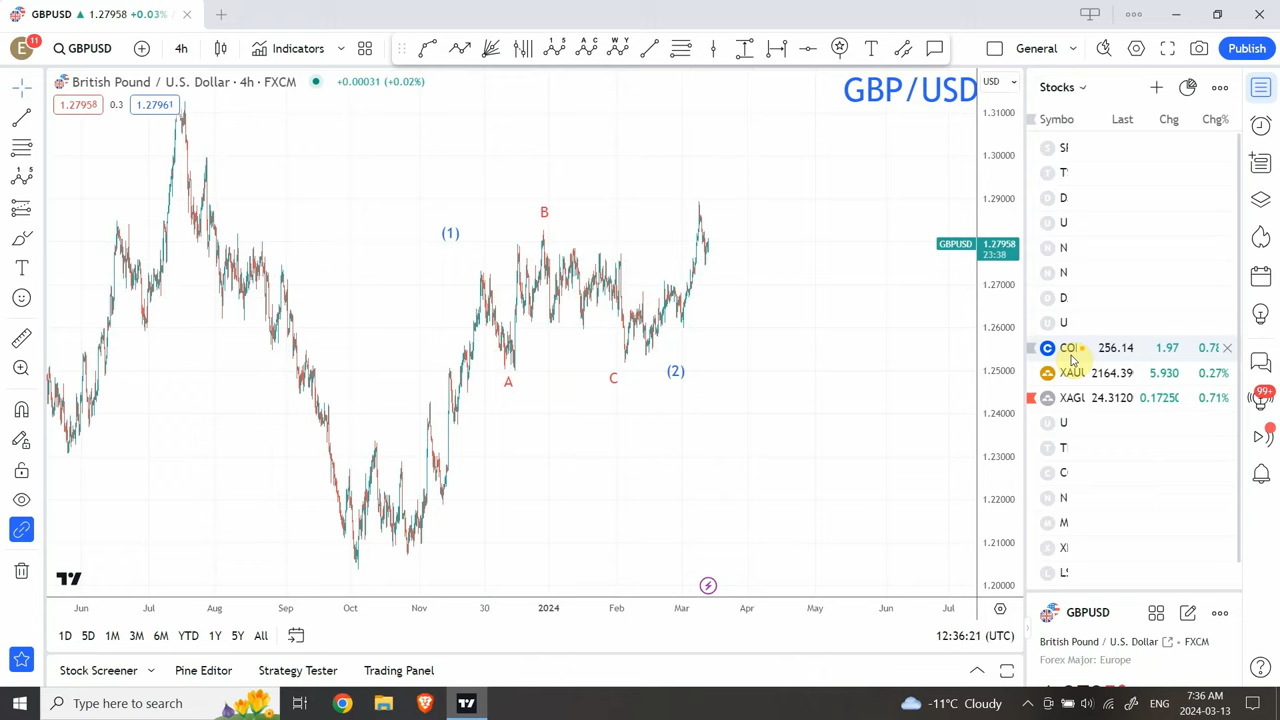 GBPUSD ▲ 1.27958 +0.03%
E 11 GBPUSD 4h Indicators General Publish
British Pound / U.S. Dollar · 4h · FXCM +0.00031 (+0.02%)
1.27958 0.3 1.27961
GBP/USD
USD
1.31000
1.30000
1.29000
GBPUSD 1.27958
23:38
1.27000
1.26000
1.25000
1.24000
1.23000
1.22000
1.21000
1.20000
(1)
B
A
C
(2)
Jun Jul Aug Sep Oct Nov 30 2024 Feb Mar Apr May Jun Jul
1D 5D 1M 3M 6M YTD 1Y 5Y All 12:36:21 (UTC)
Stock Screener Pine Editor Strategy Tester Trading Panel
Stocks
Symbo Last Chg Chg%
S
T
D
U
N
N
D
U
COI 256.14 1.97
XAUU 2164.39 5.930 0.27%
XAGU 24.3120 0.1725 0.71%
U
T
C
N
M
X
L
99+
GBPUSD
British Pound / U.S. Dollar · FXCM
Forex Major: Europe
Type here to search
-11°C Cloudy
ENG
7:36 AM
2024-03-13